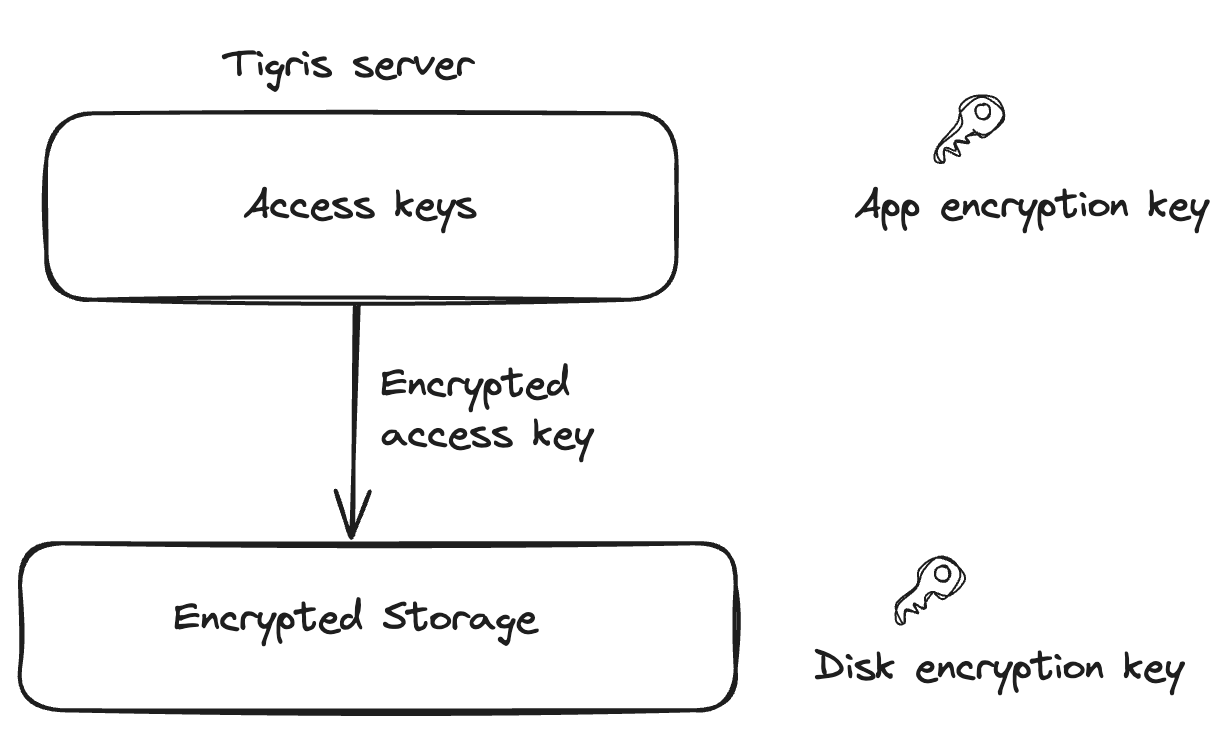 Tigris server
Access keys
App encryption key
Encrypted
access key
Encrypted Storage
Disk encryption key